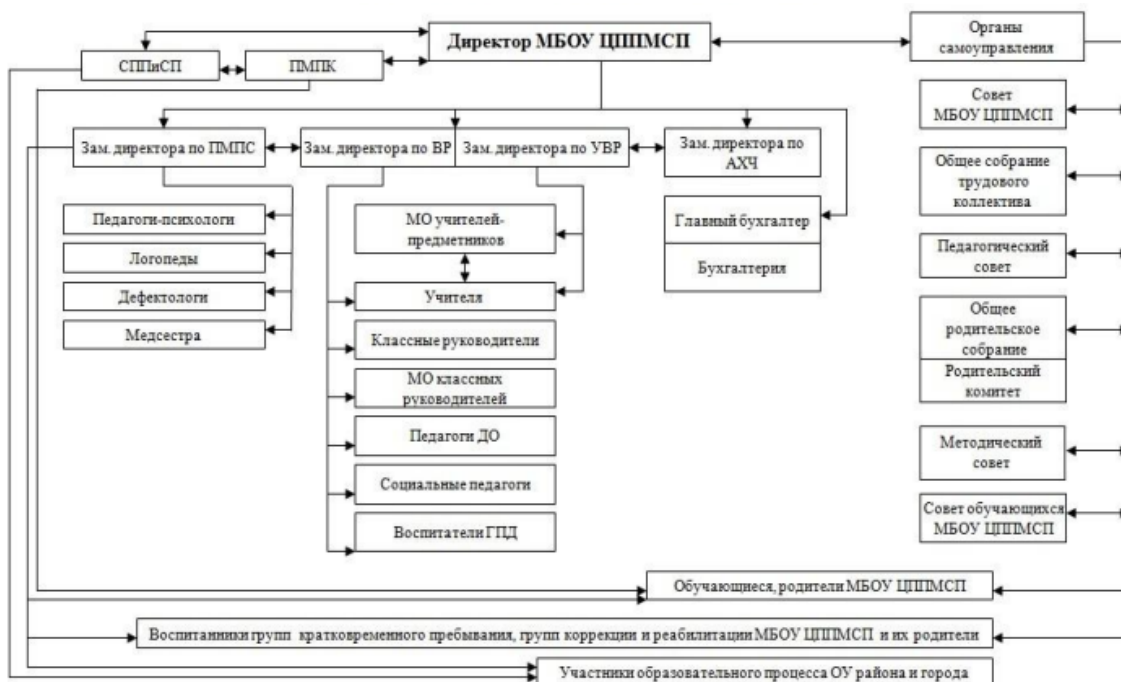 Директор МБОУ ЦППМСП
Органы
самоуправления
СППиСП
ПМПК
Совет
МБОУ ЦППМСП
Зам. директора по ПМПС
Зам. директора по ВР
Зам. директора по УВР
Зам. директора по
АХЧ
Общее собрание
трудового
коллектива
Педагоги-психологи
Логопеды
Дефектологи
Медсестра
МО учителей-
предметников
Учителя
Классные руководители
МО классных
руководителей
Педагоги ДО
Социальные педагоги
Воспитатели ГПД
Главный бухгалтер
Бухгалтерия
Педагогический
совет
Общее
родительское
собрание
Родительский
комитет
Методический
совет
Совет обучающихся
МБОУ ЦППМСП
Обучающиеся, родители МБОУ ЦППМСП
Воспитанники групп кратковременного пребывания, групп коррекции и реабилитации МБОУ ЦППМСП и их родители
Участники образовательного процесса ОУ района и города